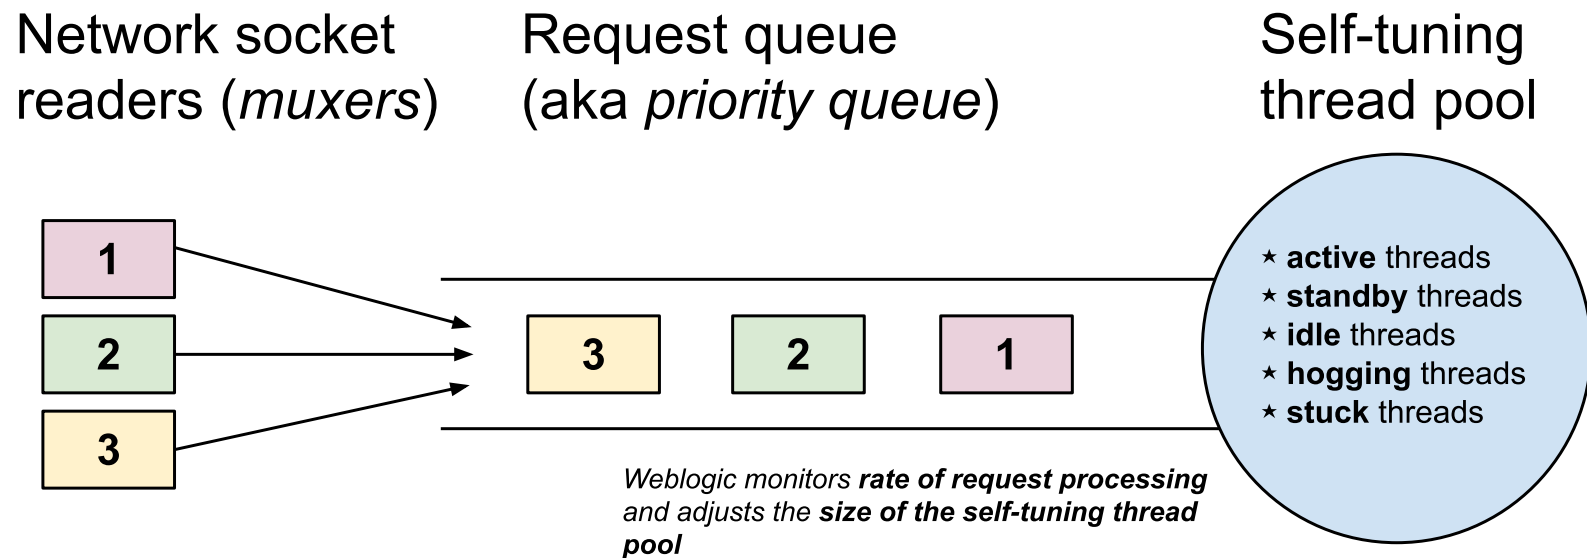 Network socket
readers (muxers)
Request queue
(aka priority queue)
Self-tuning
thread pool
1
2
3
3
2
1
★ active threads
★ standby threads
★ idle threads
★ hogging threads
★ stuck threads
Weblogic monitors rate of request processing
and adjusts the size of the self-tuning thread
pool